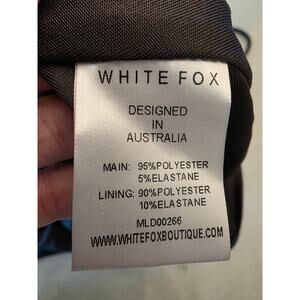 WHITE FOX
DESIGNED
IN
AUSTRALIA
MAIN: 95%POLYESTER
5%ELASTANE
LINING: 90%POLYESTER
10%ELASTANE
MLD00266
WWW.WHITEFOXBOUTIQUE.COM